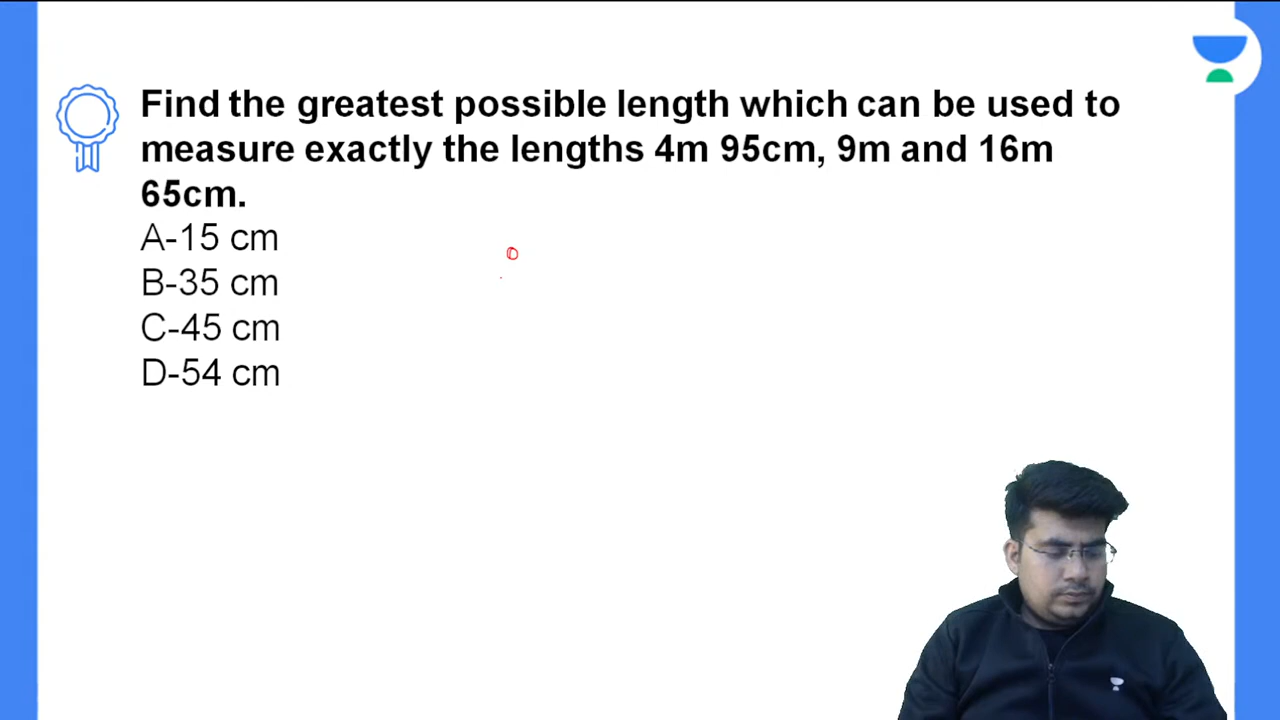 Find the greatest possible length which can be used to
measure exactly the lengths 4m 95cm, 9m and 16m
65cm.
A-15 cm
B-35 cm
C-45 cm
D-54 cm